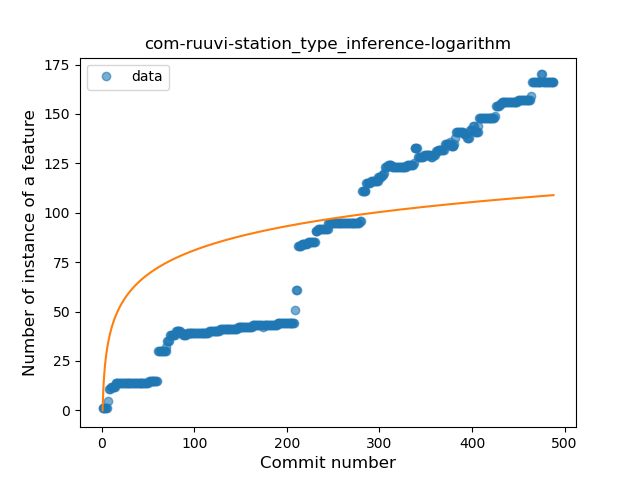 com-ruuvi-station_type_inference-logarithm
data
Number of instance of a feature
175
150
125
100
75
50
25
0
0 100 200 300 400 500
Commit number